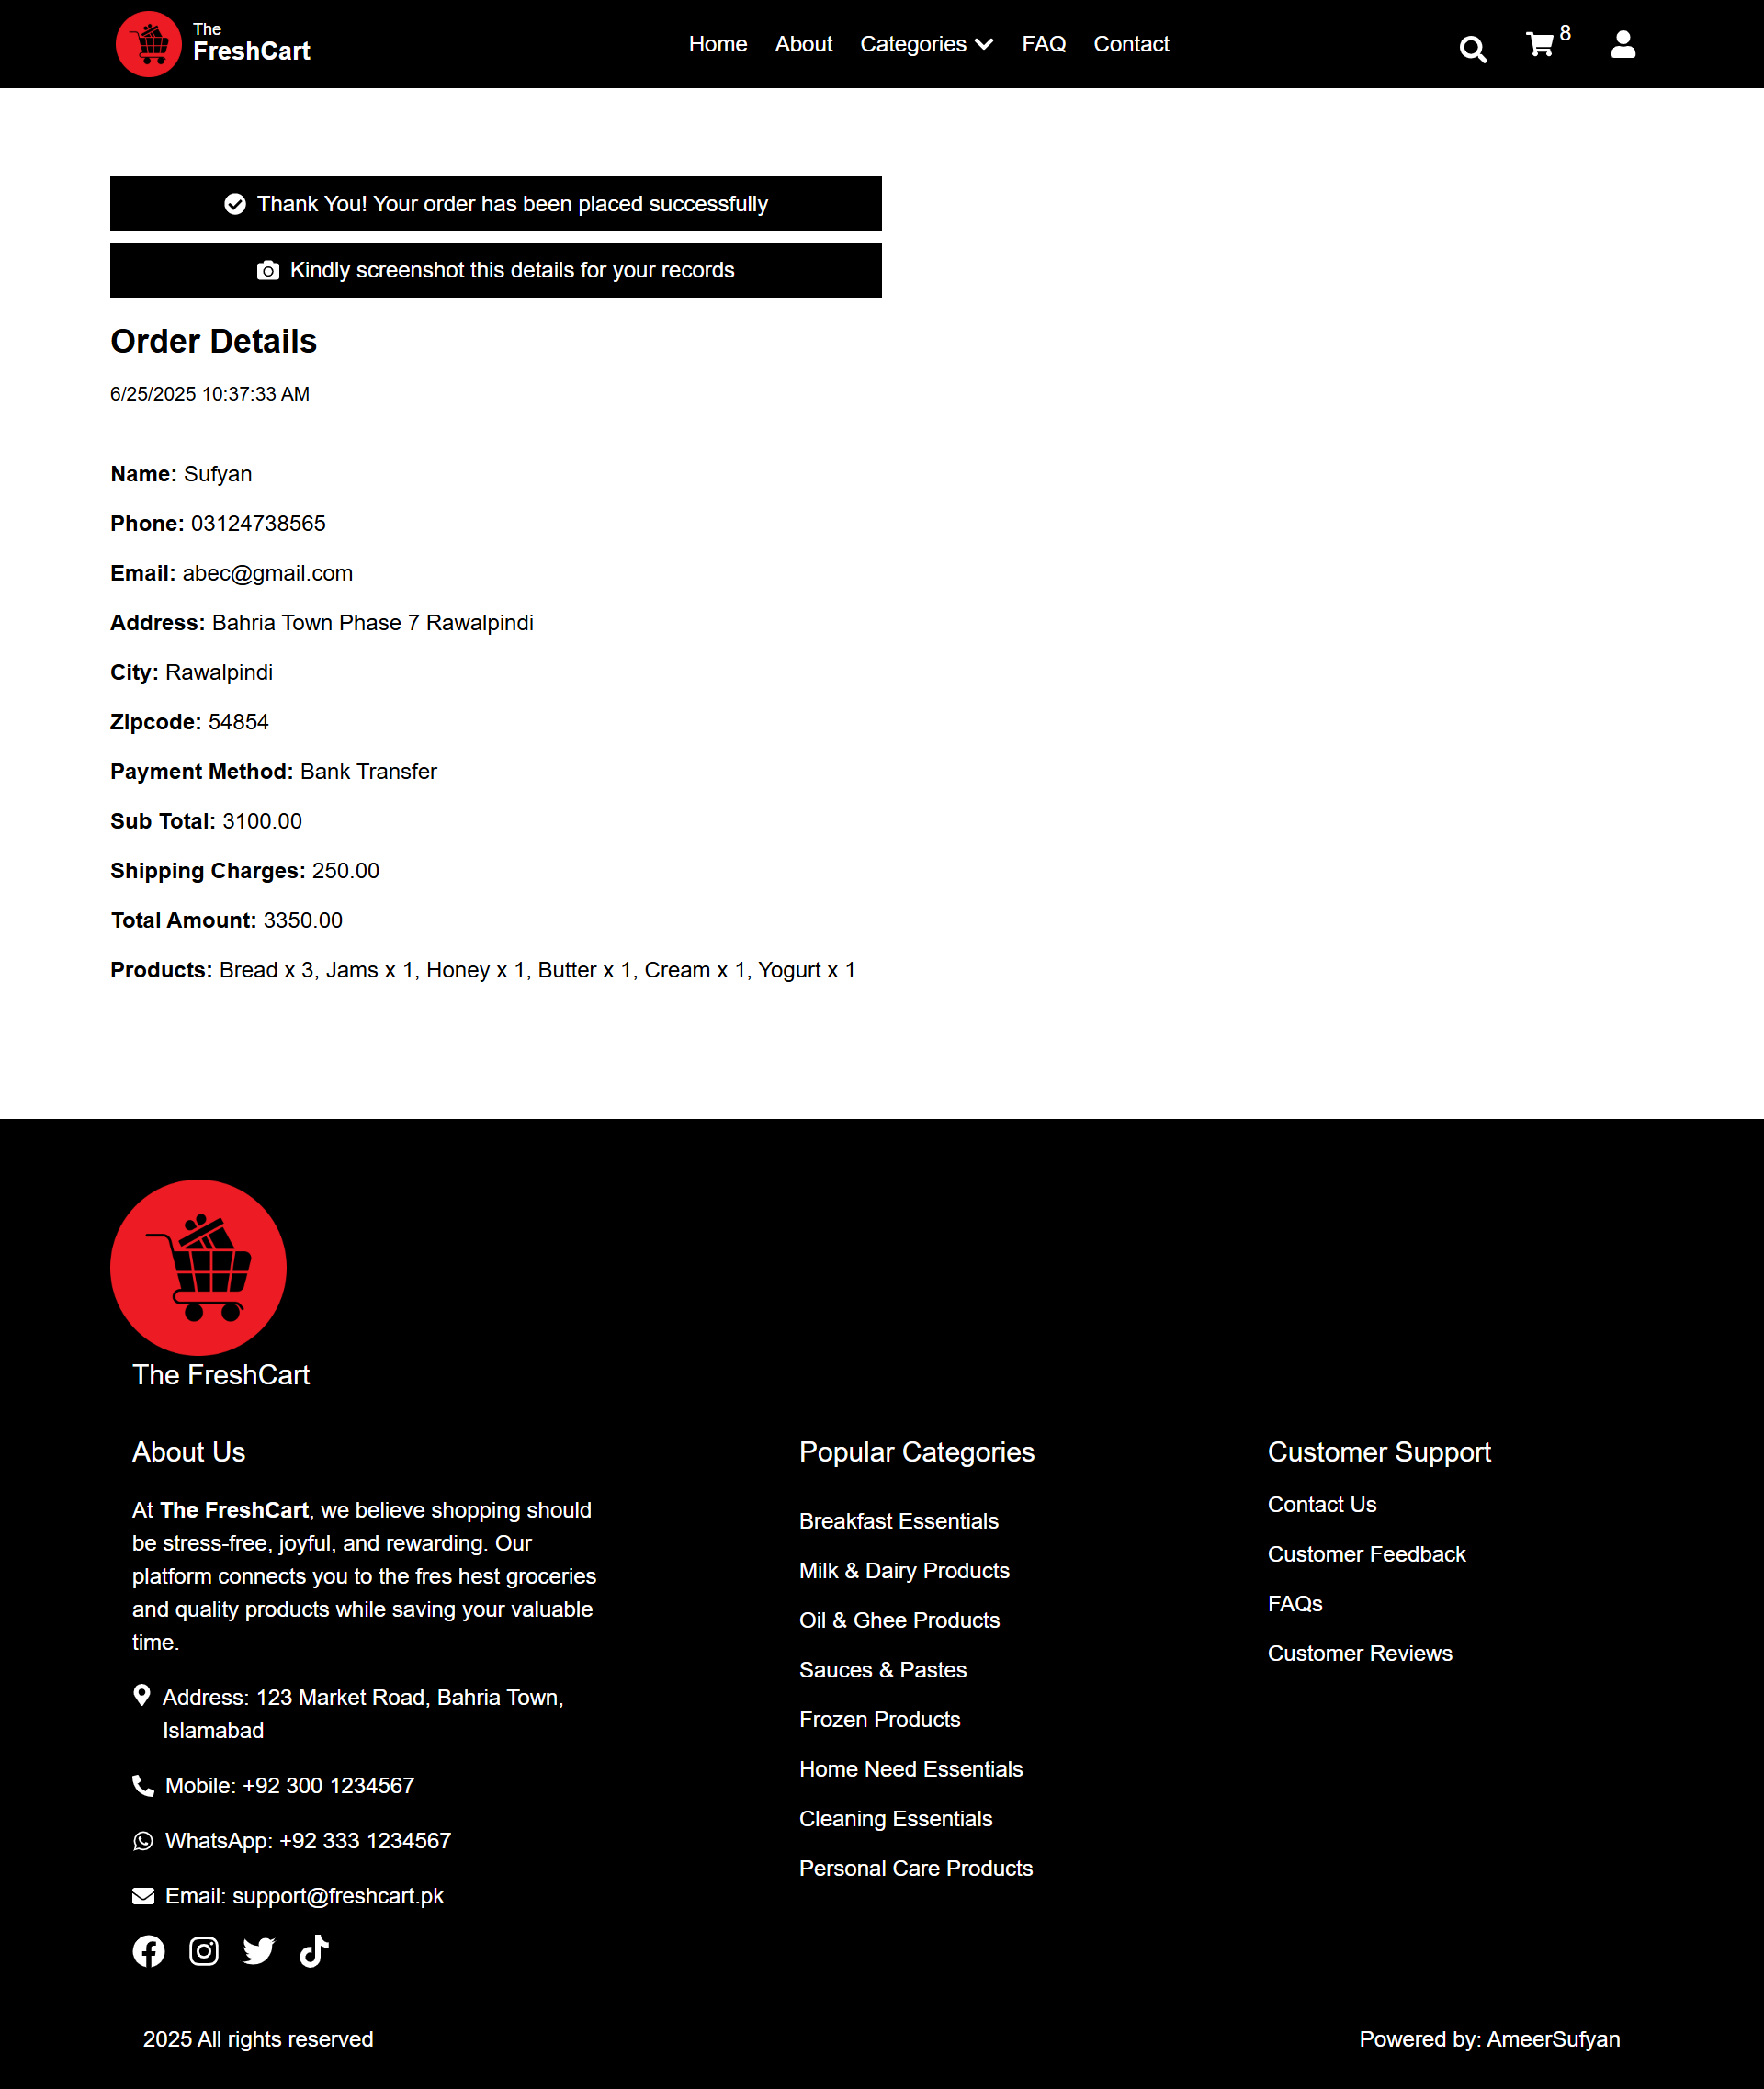 The
FreshCart
Home About Categories FAQ Contact
8
Thank You! Your order has been placed successfully
Kindly screenshot this details for your records
Order Details
6/25/2025 10:37:33 AM
Name: Sufyan
Phone: 03124738565
Email: abec@gmail.com
Address: Bahria Town Phase 7 Rawalpindi
City: Rawalpindi
Zipcode: 54854
Payment Method: Bank Transfer
Sub Total: 3100.00
Shipping Charges: 250.00
Total Amount: 3350.00
Products: Bread x 3, Jams x 1, Honey x 1, Butter x 1, Cream x 1, Yogurt x 1
The FreshCart
About Us
At The FreshCart, we believe shopping should
be stress-free, joyful, and rewarding. Our
platform connects you to the fres hest groceries
and quality products while saving your valuable
time.
Address: 123 Market Road, Bahria Town,
Islamabad
Mobile: +92 300 1234567
WhatsApp: +92 333 1234567
Email: support@freshcart.pk
Popular Categories
Breakfast Essentials
Milk & Dairy Products
Oil & Ghee Products
Sauces & Pastes
Frozen Products
Home Need Essentials
Cleaning Essentials
Personal Care Products
Customer Support
Contact Us
Customer Feedback
FAQs
Customer Reviews
2025 All rights reserved
Powered by: AmeerSufyan